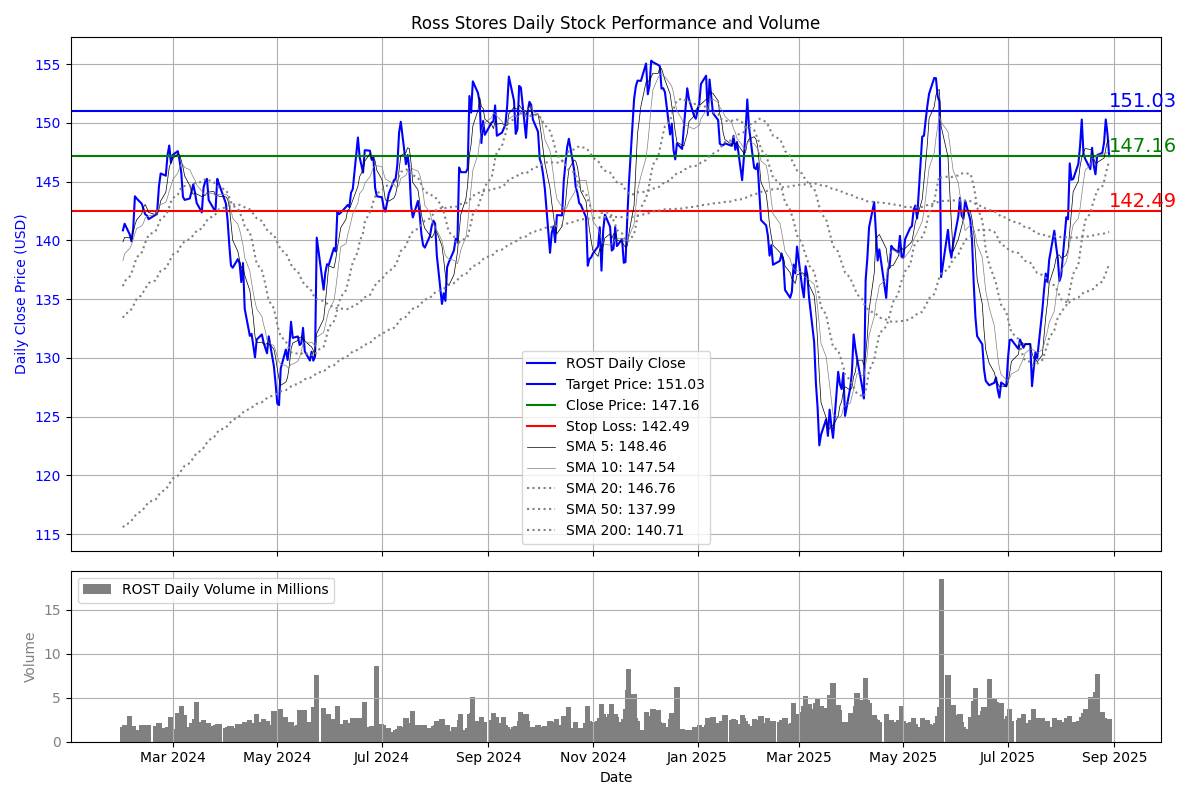 Ross Stores Daily Stock Performance and Volume
Daily Close Price (USD)
155
150
145
140
135
130
125
120
115
151.03
147.16
142.49
ROST Daily Close
Target Price: 151.03
Close Price: 147.16
Stop Loss: 142.49
SMA 5: 148.46
SMA 10: 147.54
SMA 20: 146.76
SMA 50: 137.99
SMA 200: 140.71
ROST Daily Volume in Millions
Volume
15
10
5
0
Mar 2024 May 2024 Jul 2024 Sep 2024 Nov 2024 Jan 2025 Mar 2025 May 2025 Jul 2025 Sep 2025
Date